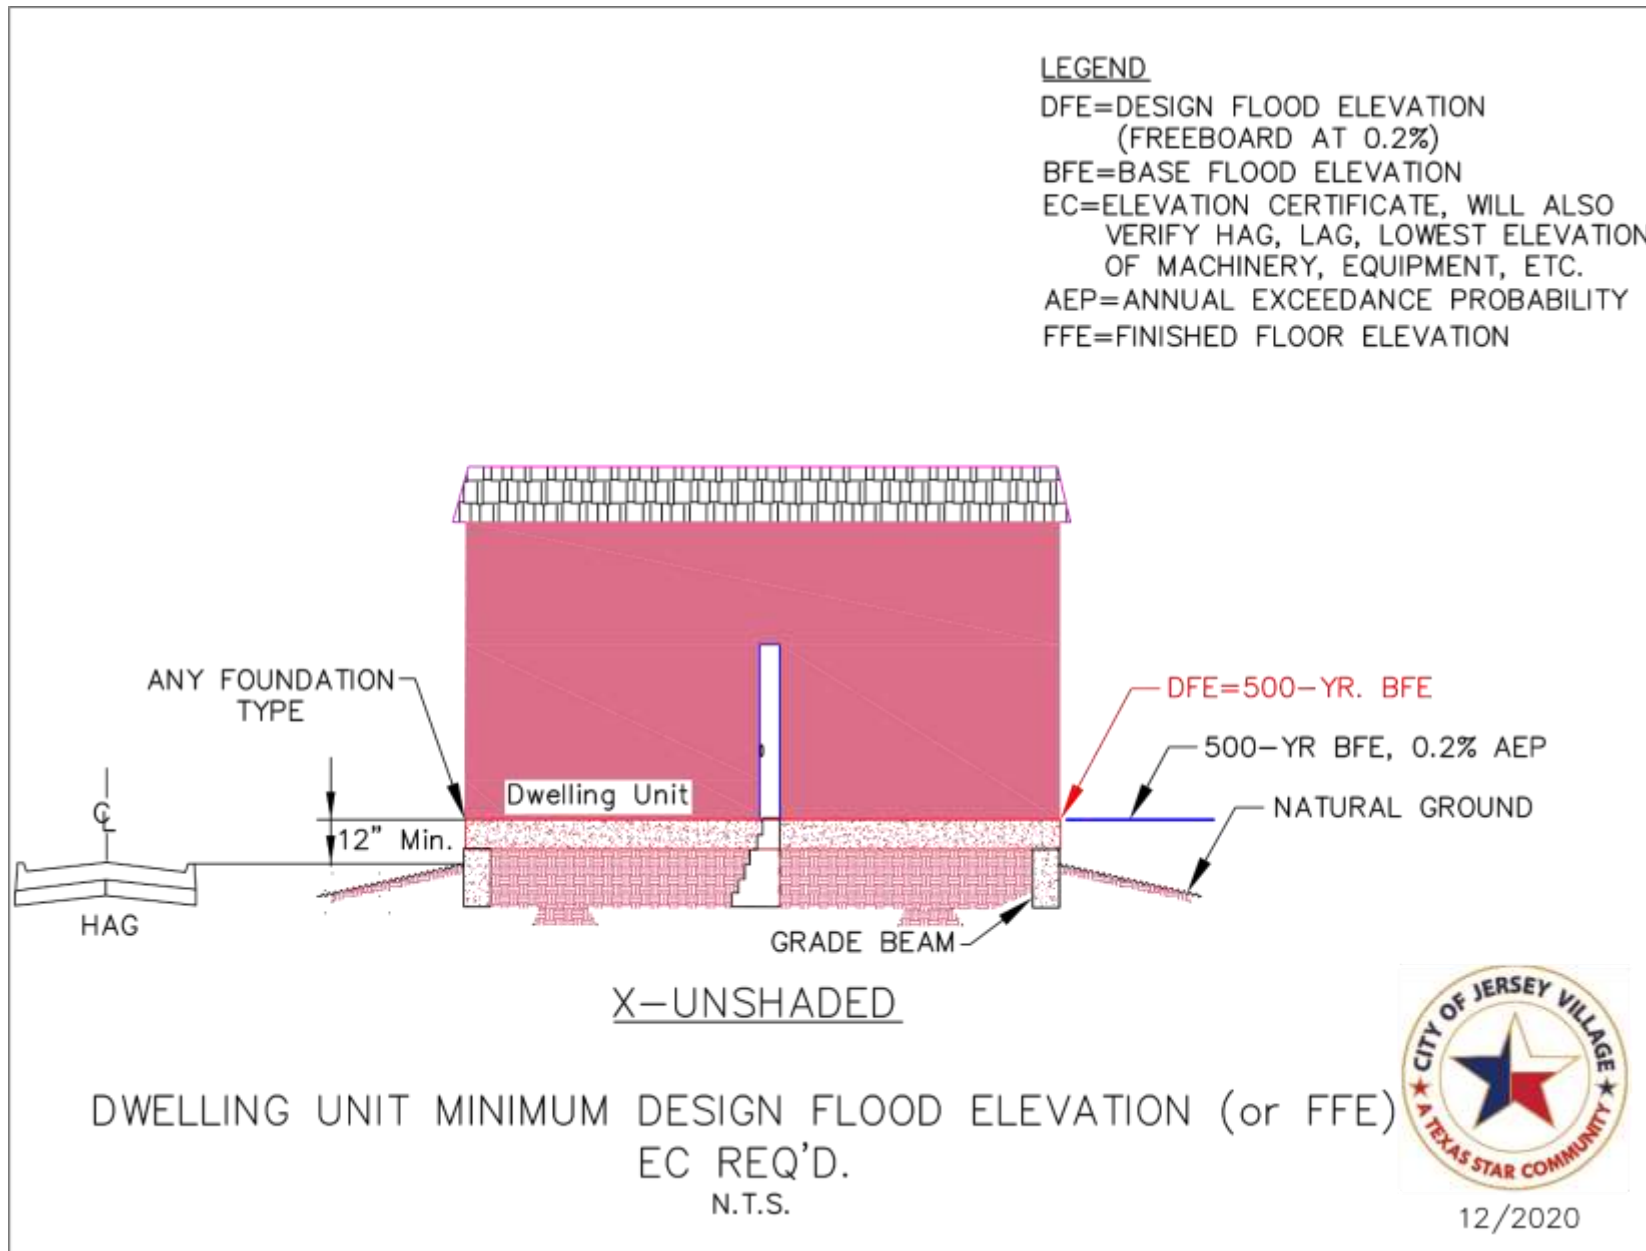 LEGEND
DFE=DESIGN FLOOD ELEVATION
(FREEBOARD AT 0.2%)
BFE=BASE FLOOD ELEVATION
EC=ELEVATION CERTIFICATE, WILL ALSO
VERIFY HAG, LAG, LOWEST ELEVATION
OF MACHINERY, EQUIPMENT, ETC.
AEP=ANNUAL EXCEEDANCE PROBABILITY
FFE=FINISHED FLOOR ELEVATION
ANY FOUNDATION
TYPE
DFE=500-YR. BFE
500-YR BFE, 0.2% AEP
Dwelling Unit
NATURAL GROUND
℄
12" Min.
HAG
GRADE BEAM
X-UNSHADED
DWELLING UNIT MINIMUM DESIGN FLOOD ELEVATION (or FFE)
EC REQ'D.
N.T.S.
CITY OF JERSEY VILLAGE
A TEXAS STAR COMMUNITY
12/2020